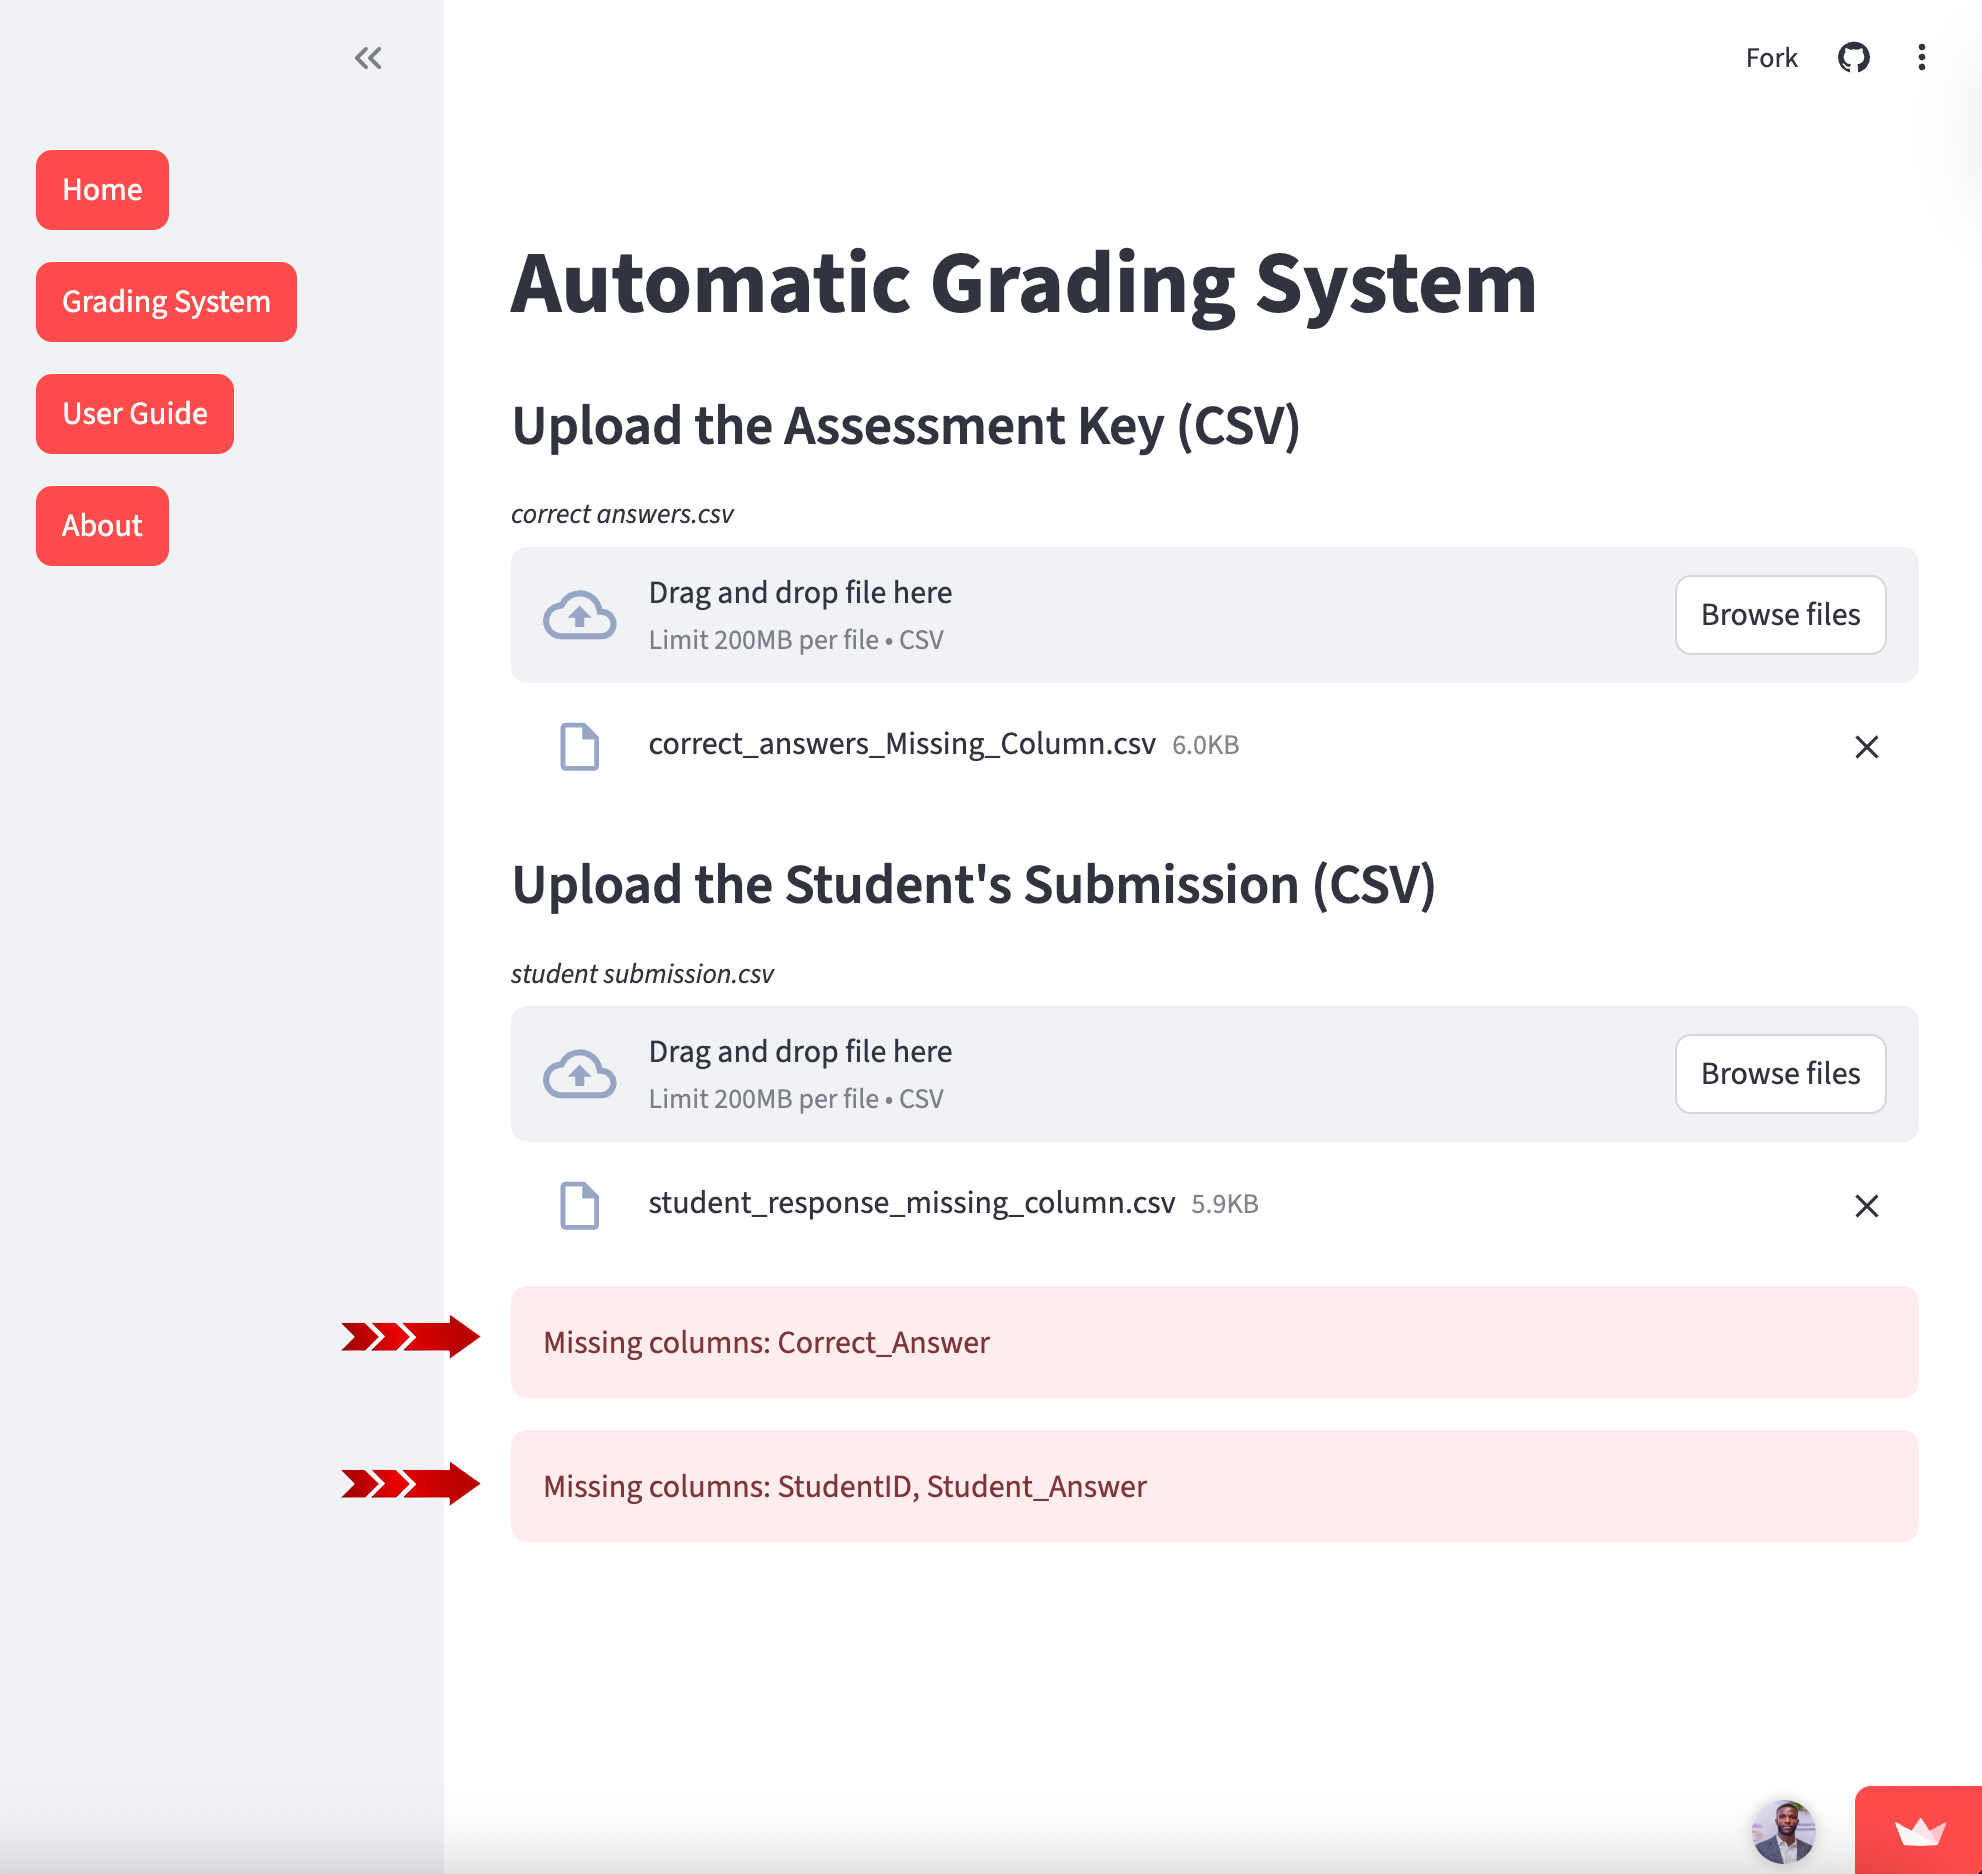 Fork
Home
Grading System
User Guide
About
Automatic Grading System
Upload the Assessment Key (CSV)
correct answers.csv
Drag and drop file here
Limit 200MB per file • CSV
Browse files
correct_answers_Missing_Column.csv 6.0KB
Upload the Student's Submission (CSV)
student submission.csv
Drag and drop file here
Limit 200MB per file • CSV
Browse files
student_response_missing_column.csv 5.9KB
Missing columns: Correct_Answer
Missing columns: StudentID, Student_Answer